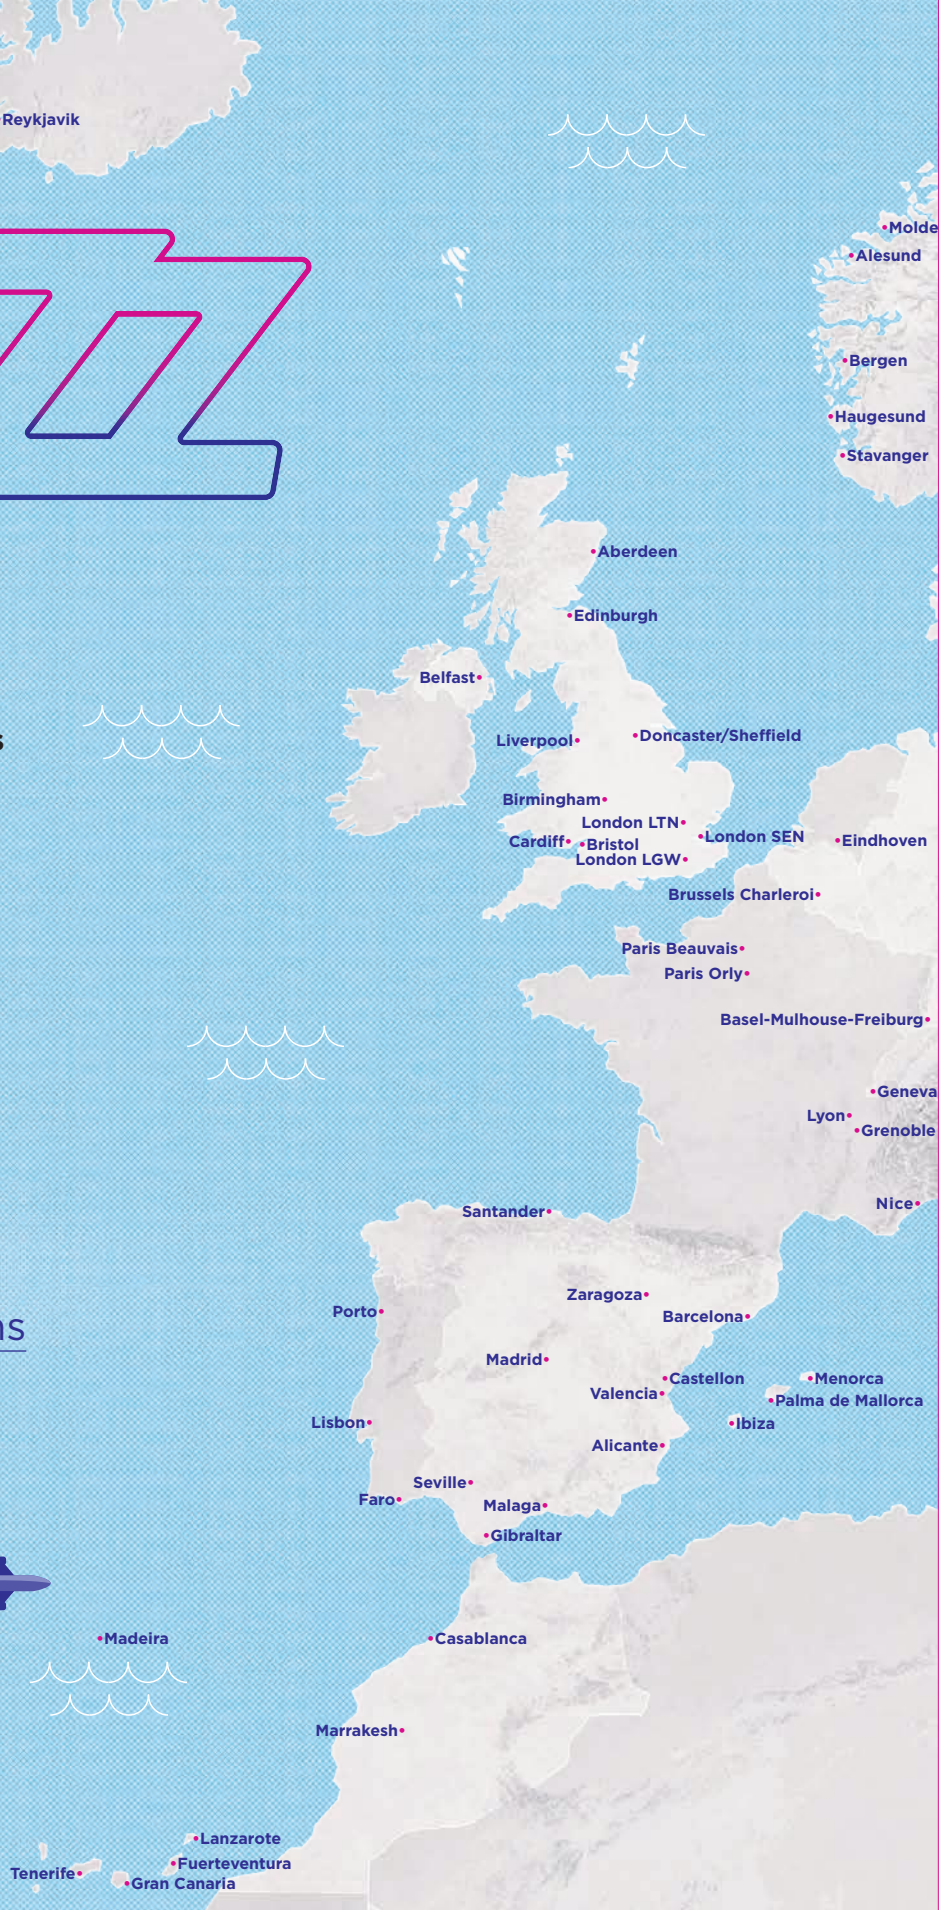 Reykjavik
Molde
Alesund
Bergen
Haugesund
Stavanger
Aberdeen
Edinburgh
Belfast
s
Doncaster/Sheffield
Liverpool
Birmingham
London LTN
London SEN
Cardiff
Bristol
Eindhoven
London LGW
Brussels Charleroi
Paris Beauvais
Paris Orly
Basel-Mulhouse-Freiburg
Geneva
Lyon
Grenoble
Nice
Santander
Zaragoza
Porto
Barcelona
ns
Madrid
Castellon
Menorca
Valencia
Palma de Mallorca
Lisbon
Ibiza
Alicante
Seville
Faro
Malaga
Gibraltar
Madeira
Casablanca
Marrakesh
Lanzarote
Fuerteventura
Tenerife
Gran Canaria